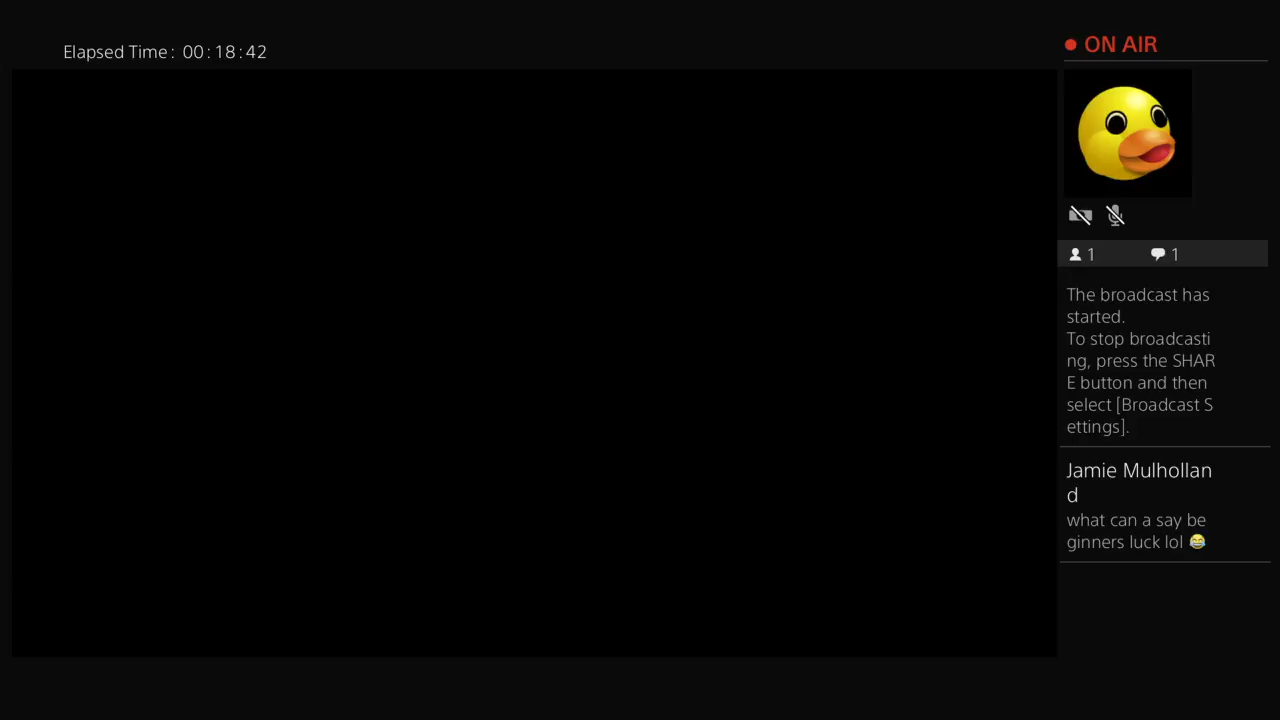 Elapsed Time: 00:18:42
ON AIR
1 1
The broadcast has
started.
To stop broadcasti
ng, press the SHAR
E button and then
select [Broadcast S
ettings].
Jamie Mulhollan
d
what can a say be
ginners luck lol 😂